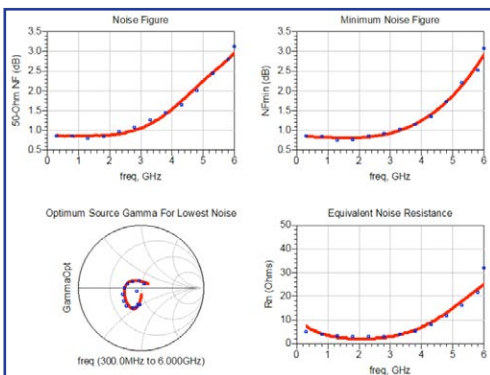 Noise Figure
50-Ohm NF (dB)
3.5
3.0
2.5
2.0
1.5
1.0
0.5
0 1 2 3 4 5 6
freq, GHz
Minimum Noise Figure
NFmin (dB)
3.5
3.0
2.5
2.0
1.5
1.0
0.5
0 1 2 3 4 5 6
freq, GHz
Optimum Source Gamma For Lowest Noise
GammaOpt
freq (300.0MHz to 6.000GHz)
Equivalent Noise Resistance
Rn (Ohms)
50
40
30
20
10
0
0 1 2 3 4 5 6
freq, GHz